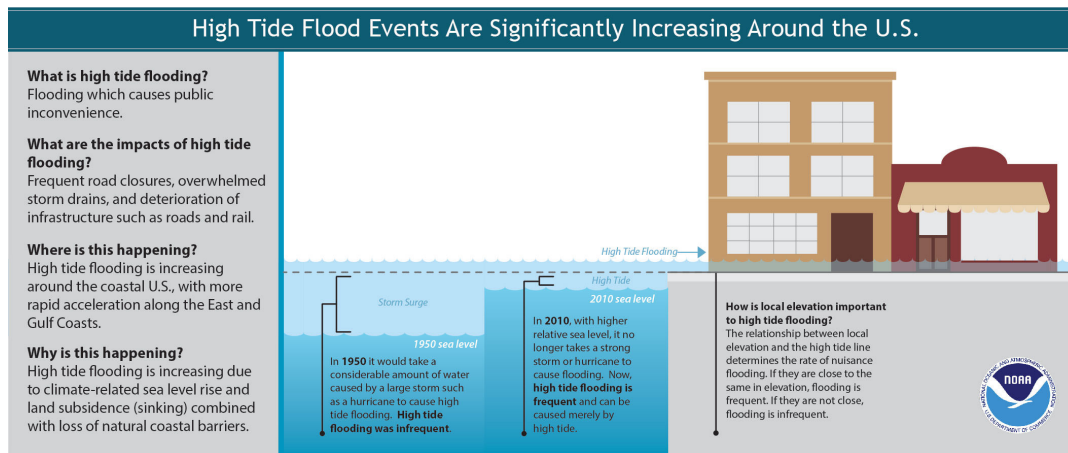 High Tide Flood Events Are Significantly Increasing Around the U.S.
What is high tide flooding?
Flooding which causes public
inconvenience.
What are the impacts of high tide
flooding?
Frequent road closures, overwhelmed
storm drains, and deterioration of
infrastructure such as roads and rail.
Where is this happening?
High tide flooding is increasing
around the coastal U.S., with more
rapid acceleration along the East and
Gulf Coasts.
Why is this happening?
High tide flooding is increasing due
to climate-related sea level rise and
land subsidence (sinking) combined
with loss of natural coastal barriers.
High Tide Flooding
Storm Surge
1950 sea level
In 1950 it would take a
considerable amount of water
caused by a large storm such
as a hurricane to cause high
tide flooding. High tide
flooding was infrequent.
High Tide
2010 sea level
In 2010, with higher
relative sea level, it no
longer takes a strong
storm or hurricane to
cause flooding. Now,
high tide flooding is
frequent and can be
caused merely by
high tide.
How is local elevation important
to high tide flooding?
The relationship between local
elevation and the high tide line
determines the rate of nuisance
flooding. If they are close to the
same in elevation, flooding is
frequent. If they are not close,
flooding is infrequent.
NATIONAL OCEANIC AND ATMOSPHERIC ADMINISTRATION
NOAA
U.S. DEPARTMENT OF COMMERCE